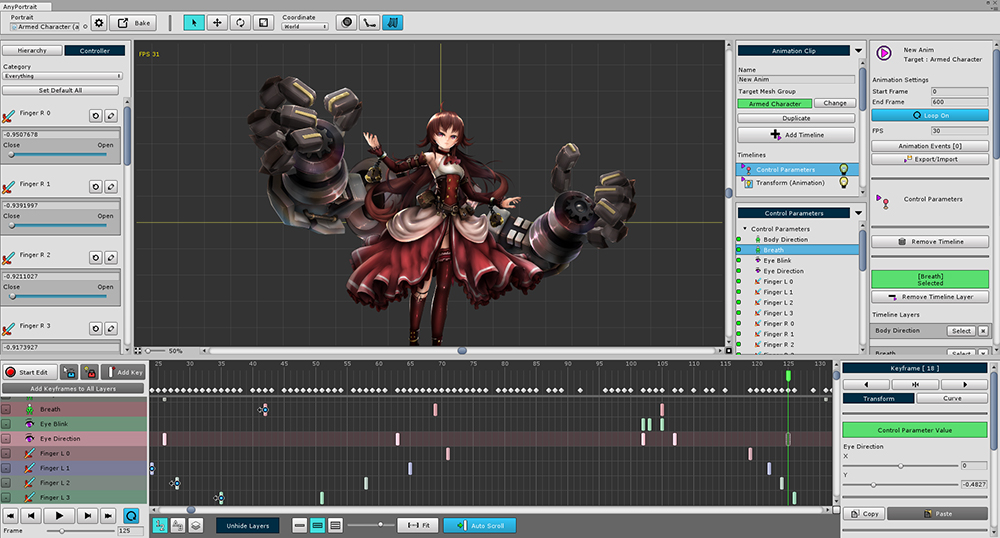 AnyPortrait
Portrait
Armed Character (a
Bake
Coordinate
World
Hierarchy
Controller
Category
Everything
Set Default All
Finger R 0
-0.9507678
Close
Open
Finger R 1
-0.9391997
Close
Open
Finger R 2
-0.9211027
Close
Open
Finger R 3
-0.9173927
FPS 31
50%
Animation Clip
Name
New Anim
Target Mesh Group
Armed Character
Change
Duplicate
Add Timeline
Timelines
Control Parameters
Transform (Animation)
Control Parameters
Control Parameters
Body Direction
Breath
Eye Blink
Eye Direction
Finger L 0
Finger L 1
Finger L 2
Finger L 3
Finger R 0
Finger R 1
Finger R 2
New Anim
Target : Armed Character
Animation Settings
Start Frame
0
End Frame
600
Loop On
FPS
30
Animation Events [0]
Export/Import
Control Parameters
Remove Timeline
[Breath]
Selected
Remove Timeline Layer
Timeline Layers
Body Direction
Select
Breath
Select
Start Edit
Add Key
Add Keyframes to All Layers
25 30 35 40 45 50 55 60 65 70 75 80 85 90 95 100 105 110 115 120 125 130
Breath
Eye Blink
Eye Direction
Finger L 0
Finger L 1
Finger L 2
Finger L 3
Frame
125
Unhide Layers
Fit
Auto Scroll
Keyframe [ 18 ]
Transform
Curve
Control Parameter Value
Eye Direction
X
0
Y
-0.4827
Copy
Paste